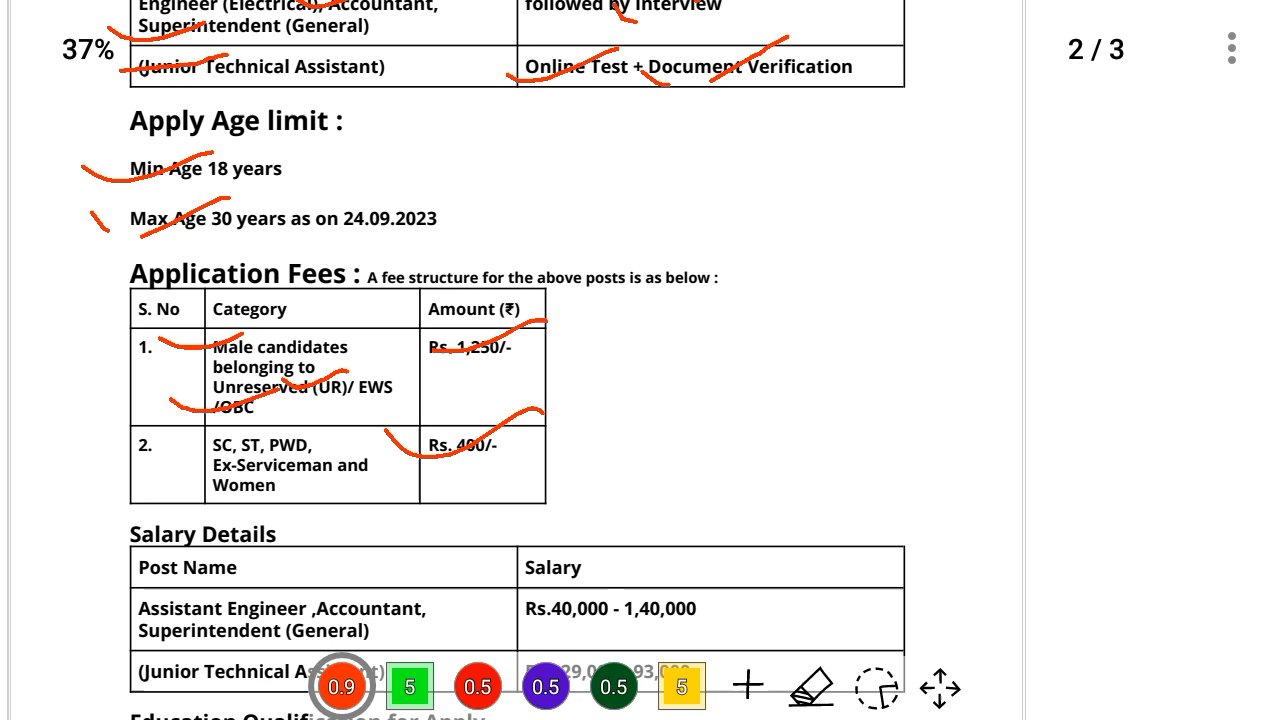 Engineer (Electrical), Accountant,
Superintendent (General)
followed by Interview
37%
2 / 3
(Junior Technical Assistant)
Online Test + Document Verification
Apply Age limit :
Min Age 18 years
Max Age 30 years as on 24.09.2023
Application Fees : A fee structure for the above posts is as below :
S. No
Category
Amount (₹)
1.
Male candidates
belonging to
Unreserved (UR)/ EWS
/OBC
Rs. 1,250/-
2.
SC, ST, PWD,
Ex-Serviceman and
Women
Rs. 400/-
Salary Details
Post Name
Salary
Assistant Engineer ,Accountant,
Superintendent (General)
Rs.40,000 - 1,40,000
(Junior Technical
0.9
5
0.5
0.5
0.5
5
Education Qualification for Apply